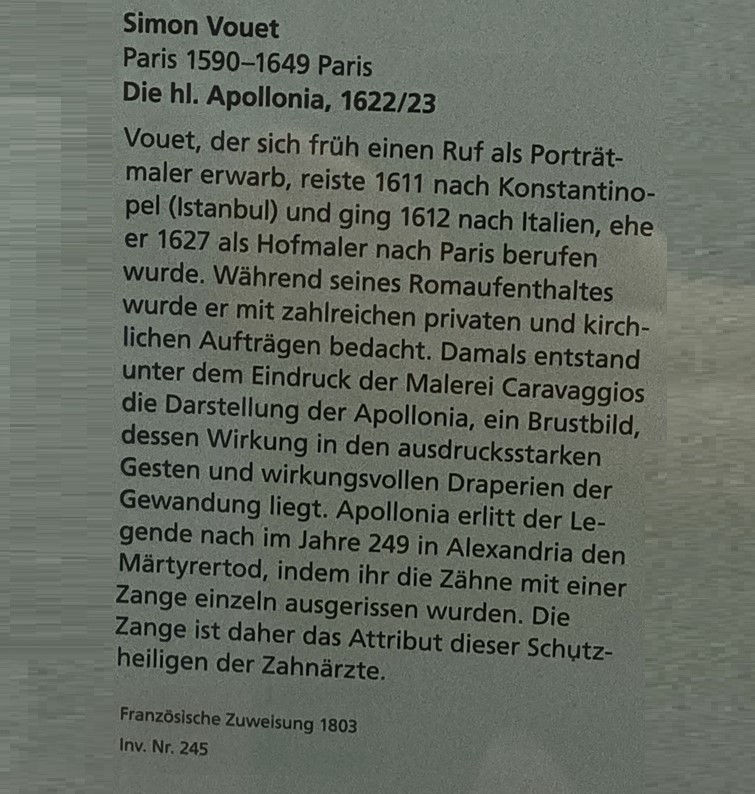 Simon Vouet
Paris 1590–1649 Paris
Die hl. Apollonia, 1622/23
Vouet, der sich früh einen Ruf als Porträt-
maler erwarb, reiste 1611 nach Konstantino-
pel (Istanbul) und ging 1612 nach Italien, ehe
er 1627 als Hofmaler nach Paris berufen
wurde. Während seines Romaufenthaltes
wurde er mit zahlreichen privaten und kirch-
lichen Aufträgen bedacht. Damals entstand
unter dem Eindruck der Malerei Caravaggios
die Darstellung der Apollonia, ein Brustbild,
dessen Wirkung in den ausdrucksstarken
Gesten und wirkungsvollen Draperien der
Gewandung liegt. Apollonia erlitt der Le-
gende nach im Jahre 249 in Alexandria den
Märtyrertod, indem ihr die Zähne mit einer
Zange einzeln ausgerissen wurden. Die
Zange ist daher das Attribut dieser Schutz-
heiligen der Zahnärzte.
Französische Zuweisung 1803
Inv. Nr. 245